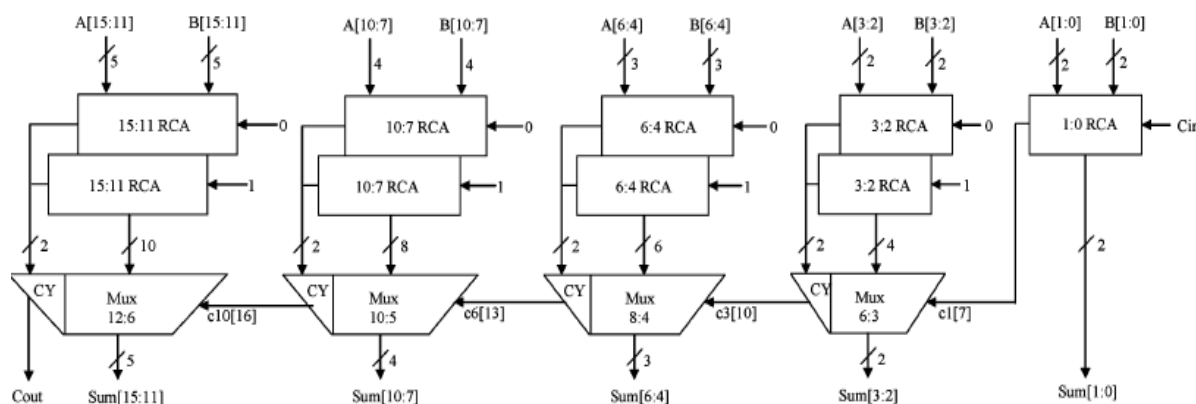 A[15:11] B[15:11] A[10:7] B[10:7] A[6:4] B[6:4] A[3:2] B[3:2] A[1:0] B[1:0]
5 5 4 4 3 3 2 2 2 2
15:11 RCA 0 10:7 RCA 0 6:4 RCA 0 3:2 RCA 0 1:0 RCA Cin
15:11 RCA 1 10:7 RCA 1 6:4 RCA 1 3:2 RCA 1
2 10 2 8 2 6 2 4 2
CY Mux CY Mux CY Mux CY Mux
12:6 c10[16] 10:5 c6[13] 8:4 c3[10] 6:3 c1[7]
5 4 3 2
Cout Sum[15:11] Sum[10:7] Sum[6:4] Sum[3:2] Sum[1:0]